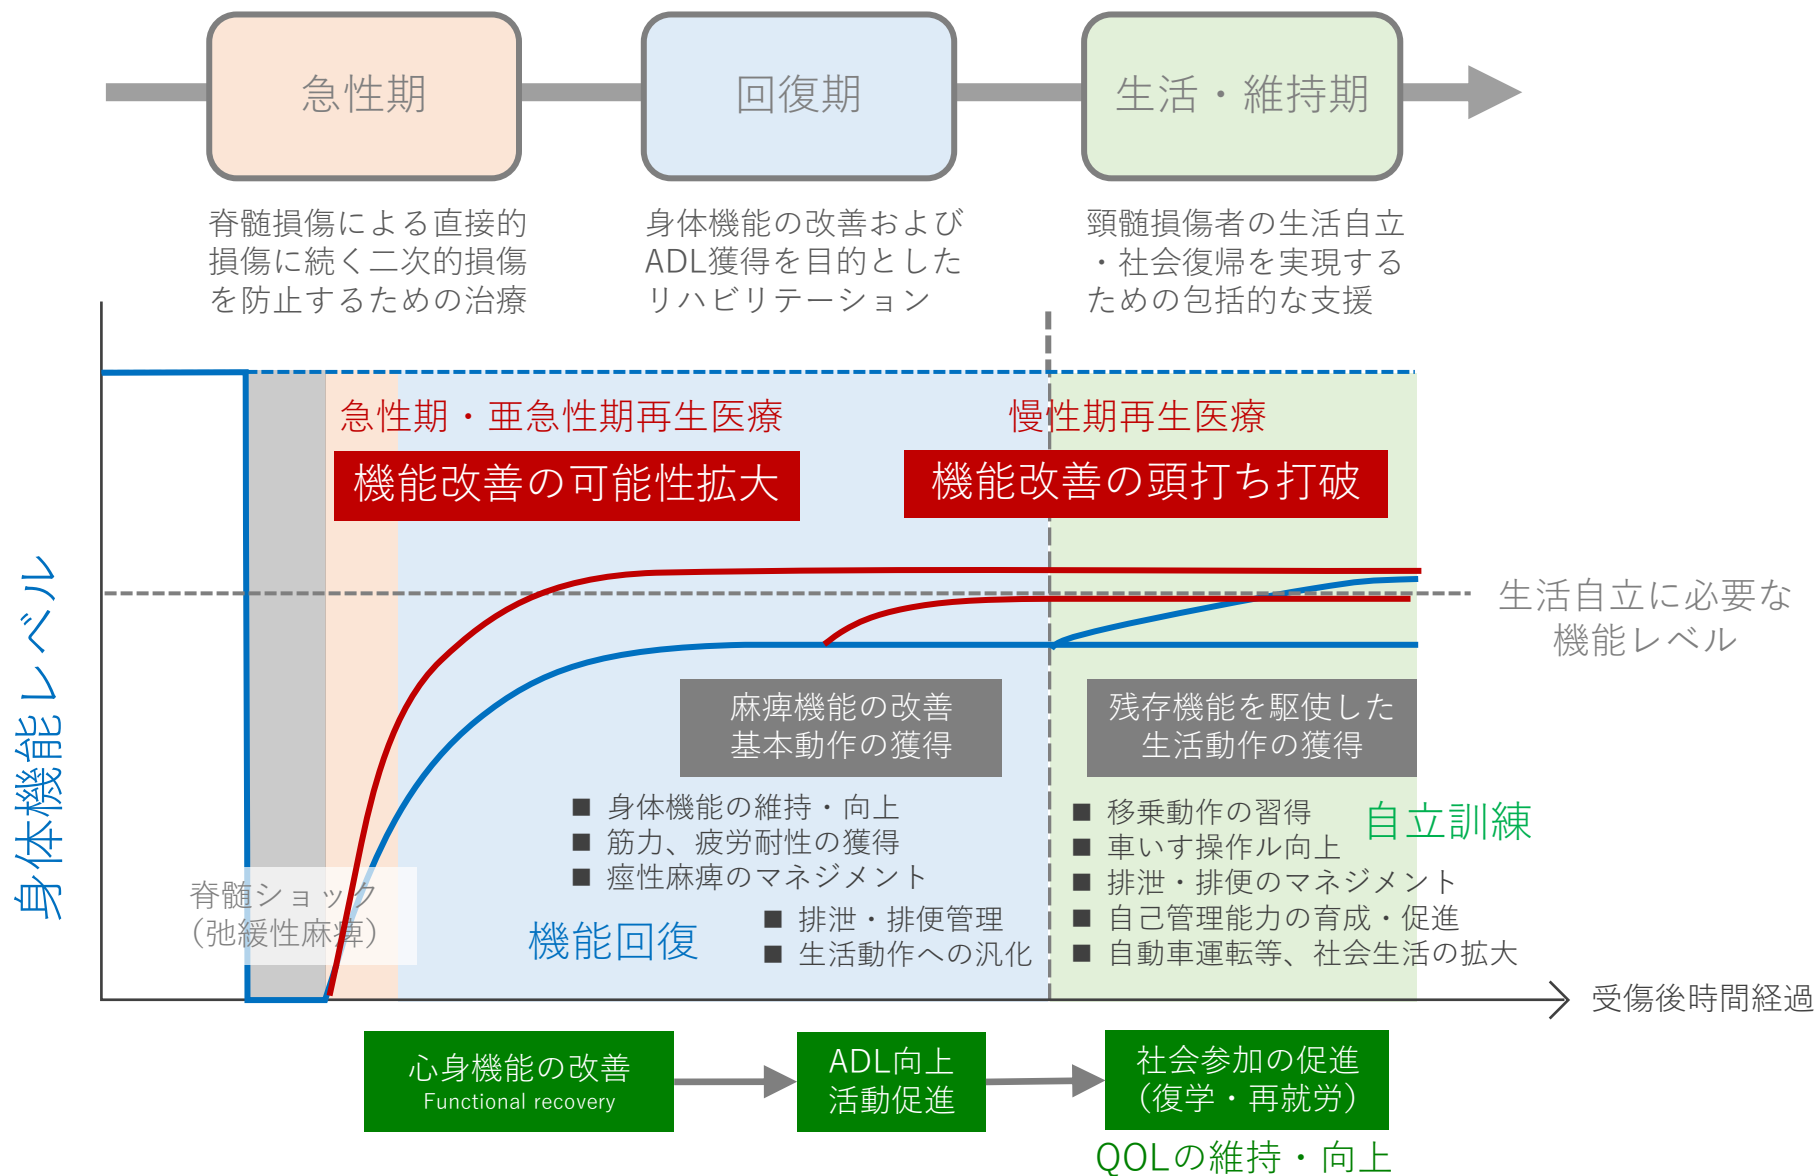 急性期
回復期
生活・維持期
脊髄損傷による直接的
損傷に続く二次的損傷
を防止するための治療
身体機能の改善および
ADL獲得を目的とした
リハビリテーション
頸髄損傷者の生活自立
・社会復帰を実現する
ための包括的な支援
急性期・亜急性期再生医療
機能改善の可能性拡大
慢性期再生医療
機能改善の頭打ち打破
身体機能レベル
生活自立に必要な
機能レベル
麻痺機能の改善
基本動作の獲得
残存機能を駆使した
生活動作の獲得
■ 身体機能の維持・向上
■ 筋力、疲労耐性の獲得
■ 痙性麻痺のマネジメント
■ 排泄・排便管理
■ 生活動作への汎化
機能回復
■ 移乗動作の習得
■ 車いす操作ル向上
■ 排泄・排便のマネジメント
■ 自己管理能力の育成・促進
■ 自動車運転等、社会生活の拡大
自立訓練
脊髄ショック
（弛緩性麻痺）
受傷後時間経過
心身機能の改善
Functional recovery
ADL向上
活動促進
社会参加の促進
（復学・再就労）
QOLの維持・向上